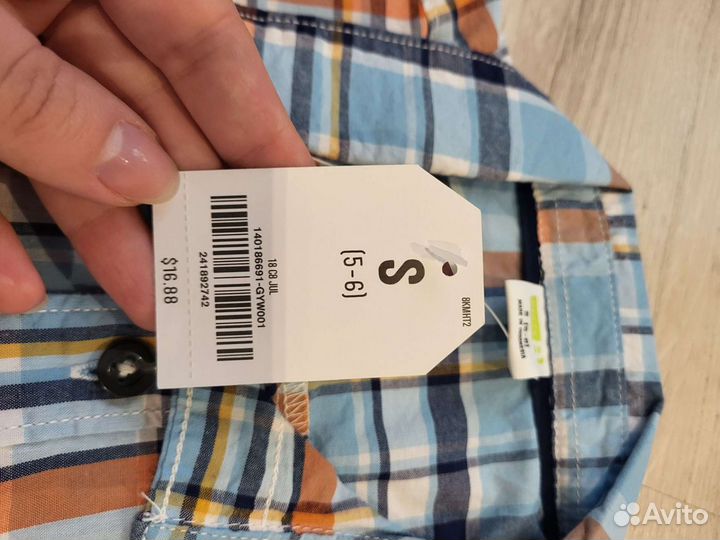 8KMHT2
S
(5-6)
18 C8 JUL
140186691-GYW001
241892742
$16.88
Avito